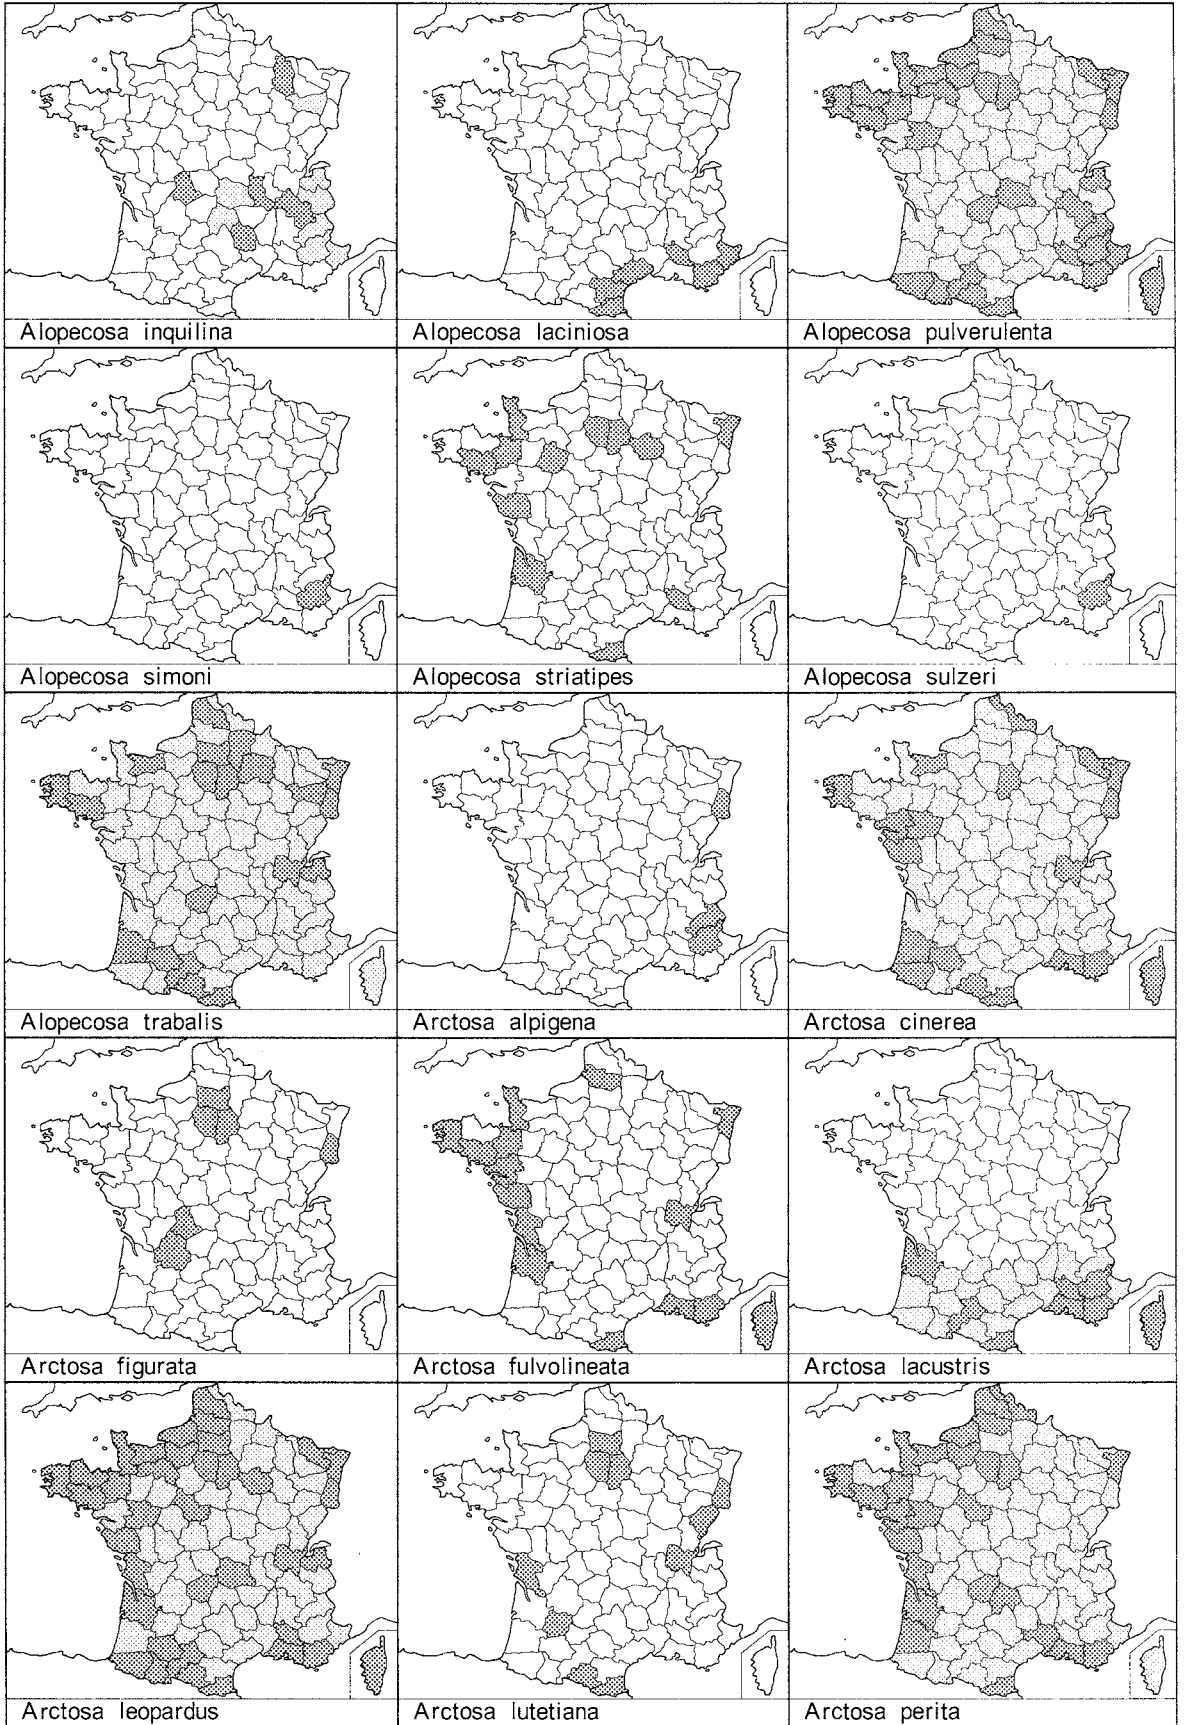 Alopecosa inquilina
Alopecosa laciniosa
Alopecosa pulverulenta
Alopecosa simoni
Alopecosa striatipes
Alopecosa sulzeri
Alopecosa trabalis
Arctosa alpigena
Arctosa cinerea
Arctosa figurata
Arctosa fulvolineata
Arctosa lacustris
Arctosa leopardus
Arctosa lutetiana
Arctosa perita